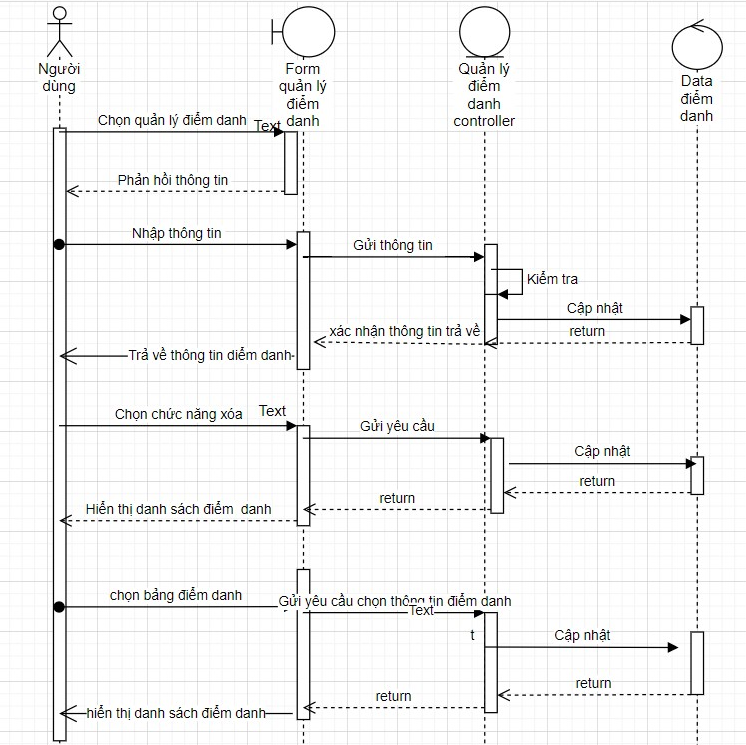 Người
dùng
Form
quản lý
điểm
danh
Quản lý
điểm
danh
controller
Data
điểm
danh
Chọn quản lý điểm danh
Text
Phản hồi thông tin
Nhập thông tin
Gửi thông tin
Kiểm tra
Cập nhật
xác nhận thông tin trả về
return
Trả về thông tin diểm danh
Chọn chức năng xóa
Text
Gửi yêu cầu
Cập nhật
return
return
Hiển thị danh sách điểm danh
chọn bảng điểm danh
Gửi yêu cầu chọn thông tin điểm danh
Text
t
Cập nhật
return
return
hiển thị danh sách điểm danh